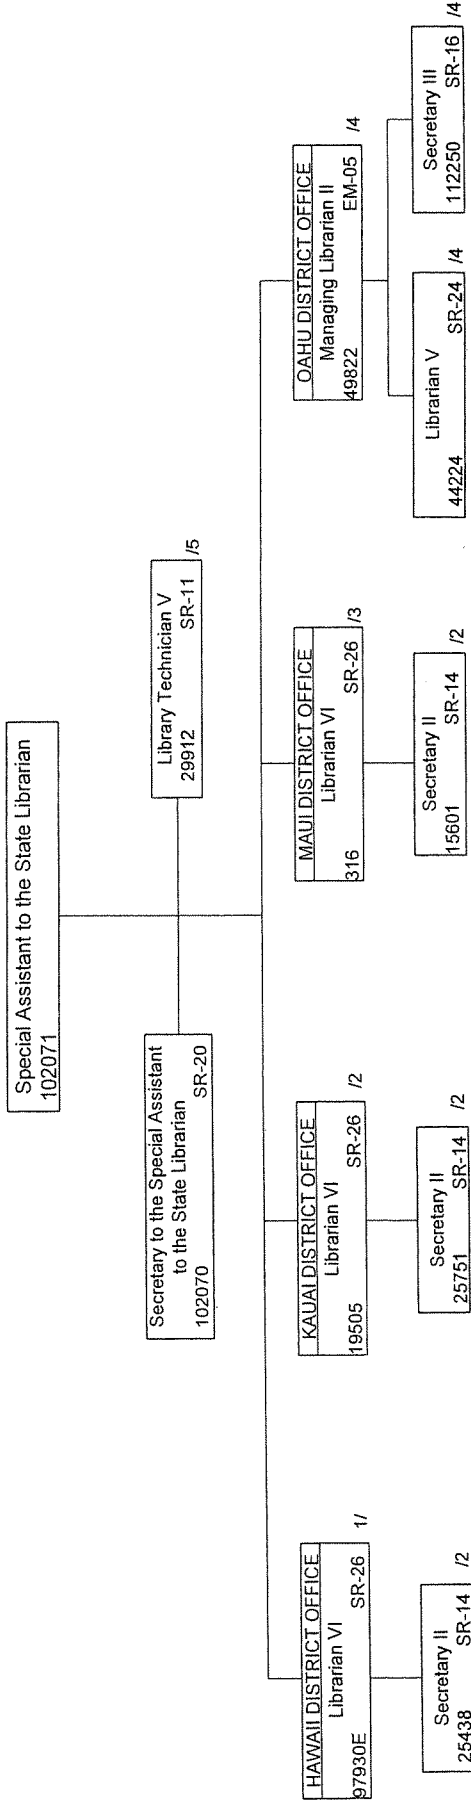 Special Assistant to the State Librarian
102071
Secretary to the Special Assistant
to the State Librarian
102070 SR-20
Library Technician V
29912 SR-11 /5
HAWAII DISTRICT OFFICE
Librarian VI
97930E SR-26 1/
Secretary II
25438 SR-14 /2
KAUAI DISTRICT OFFICE
Librarian VI
19505 SR-26 /2
Secretary II
25751 SR-14 /2
MAUI DISTRICT OFFICE
Librarian VI
316 SR-26 /3
Secretary II
15601 SR-14 /2
OAHU DISTRICT OFFICE
Managing Librarian II
49822 EM-05 /4
Librarian V
44224 SR-24 /4
Secretary III
112250 SR-16 /4